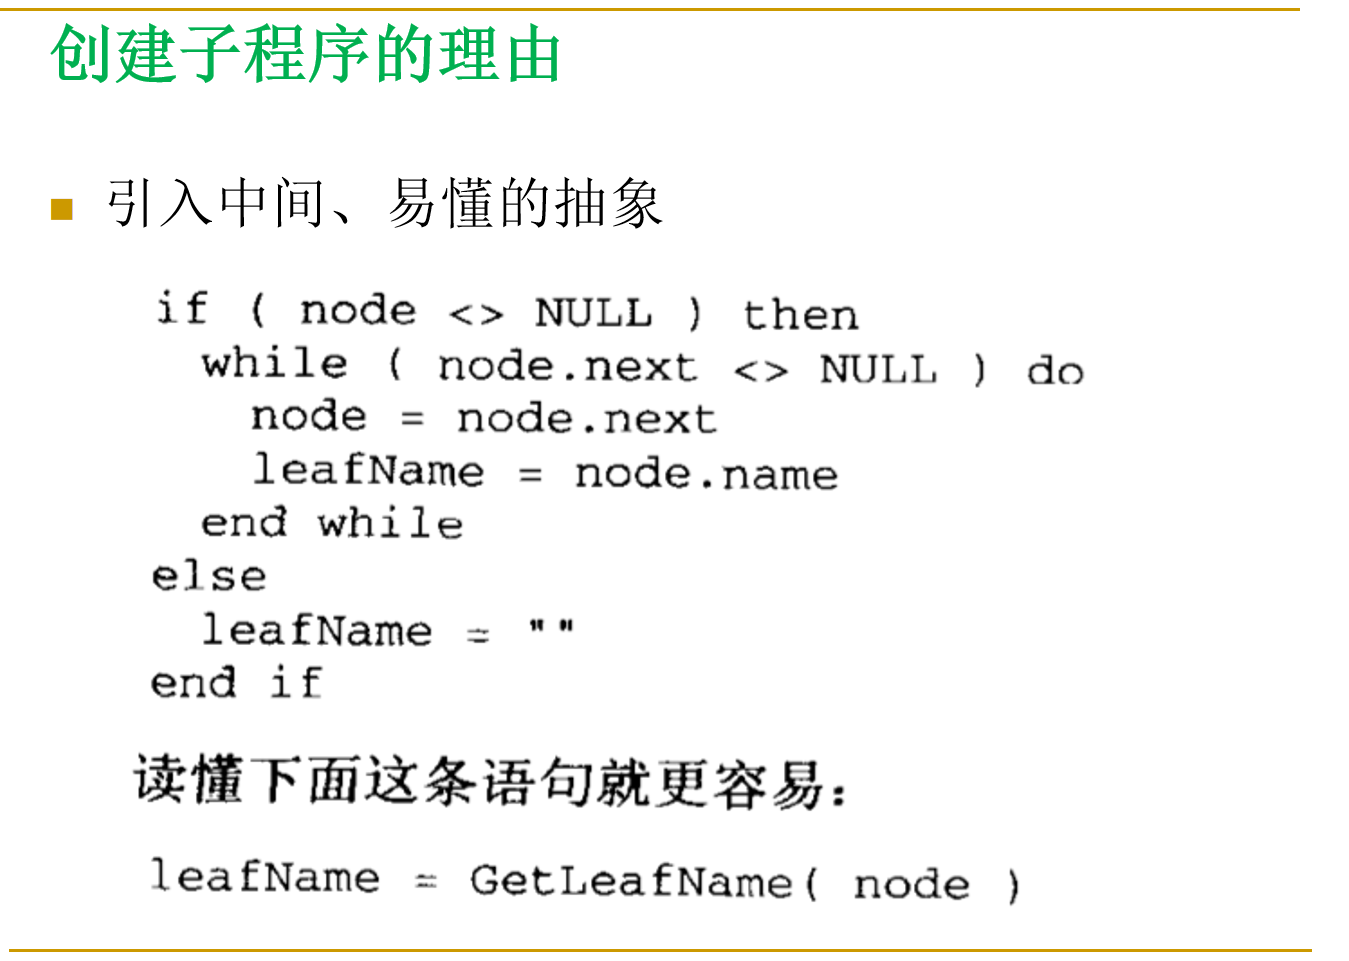 创建子程序的理由
引入中间、易懂的抽象
if ( node <> NULL ) then
while ( node.next <> NULL ) do
node = node.next
leafName = node.name
end while
else
leafName = ""
end if
读懂下面这条语句就更容易：
leafName = GetLeafName( node )